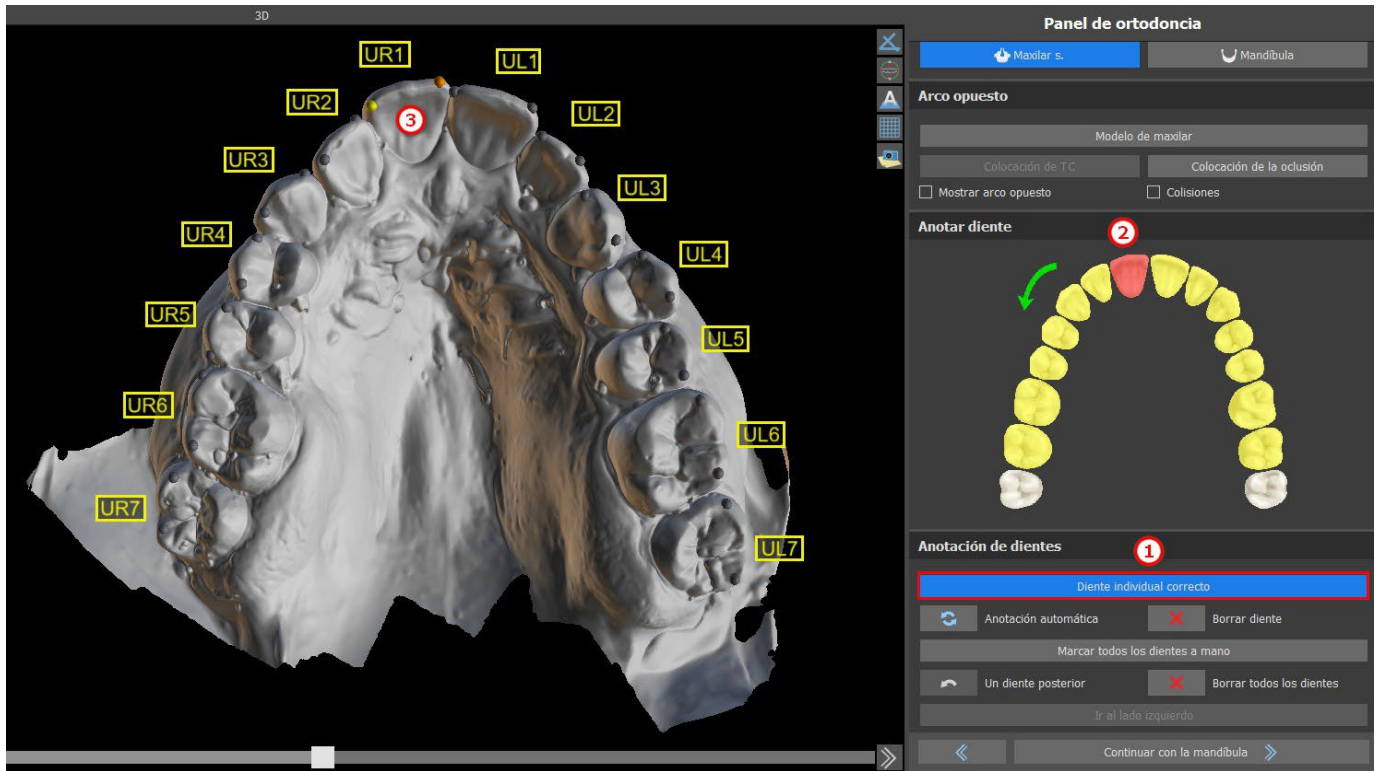 3D
UR1
UL1
UR2
UL2
3
UR3
UL3
UR4
UL4
UR5
UL5
UR6
UL6
UR7
UL7
A
Panel de ortodoncia
Maxilar s.
Mandíbula
Arco opuesto
Modelo de maxilar
Colocación de TC
Colocación de la oclusión
Mostrar arco opuesto
Colisiones
Anotar diente
2
Anotación de dientes
1
Diente individual correcto
Anotación automática
Borrar diente
Marcar todos los dientes a mano
Un diente posterior
Borrar todos los dientes
Ir al lado izquierdo
Continuar con la mandíbula